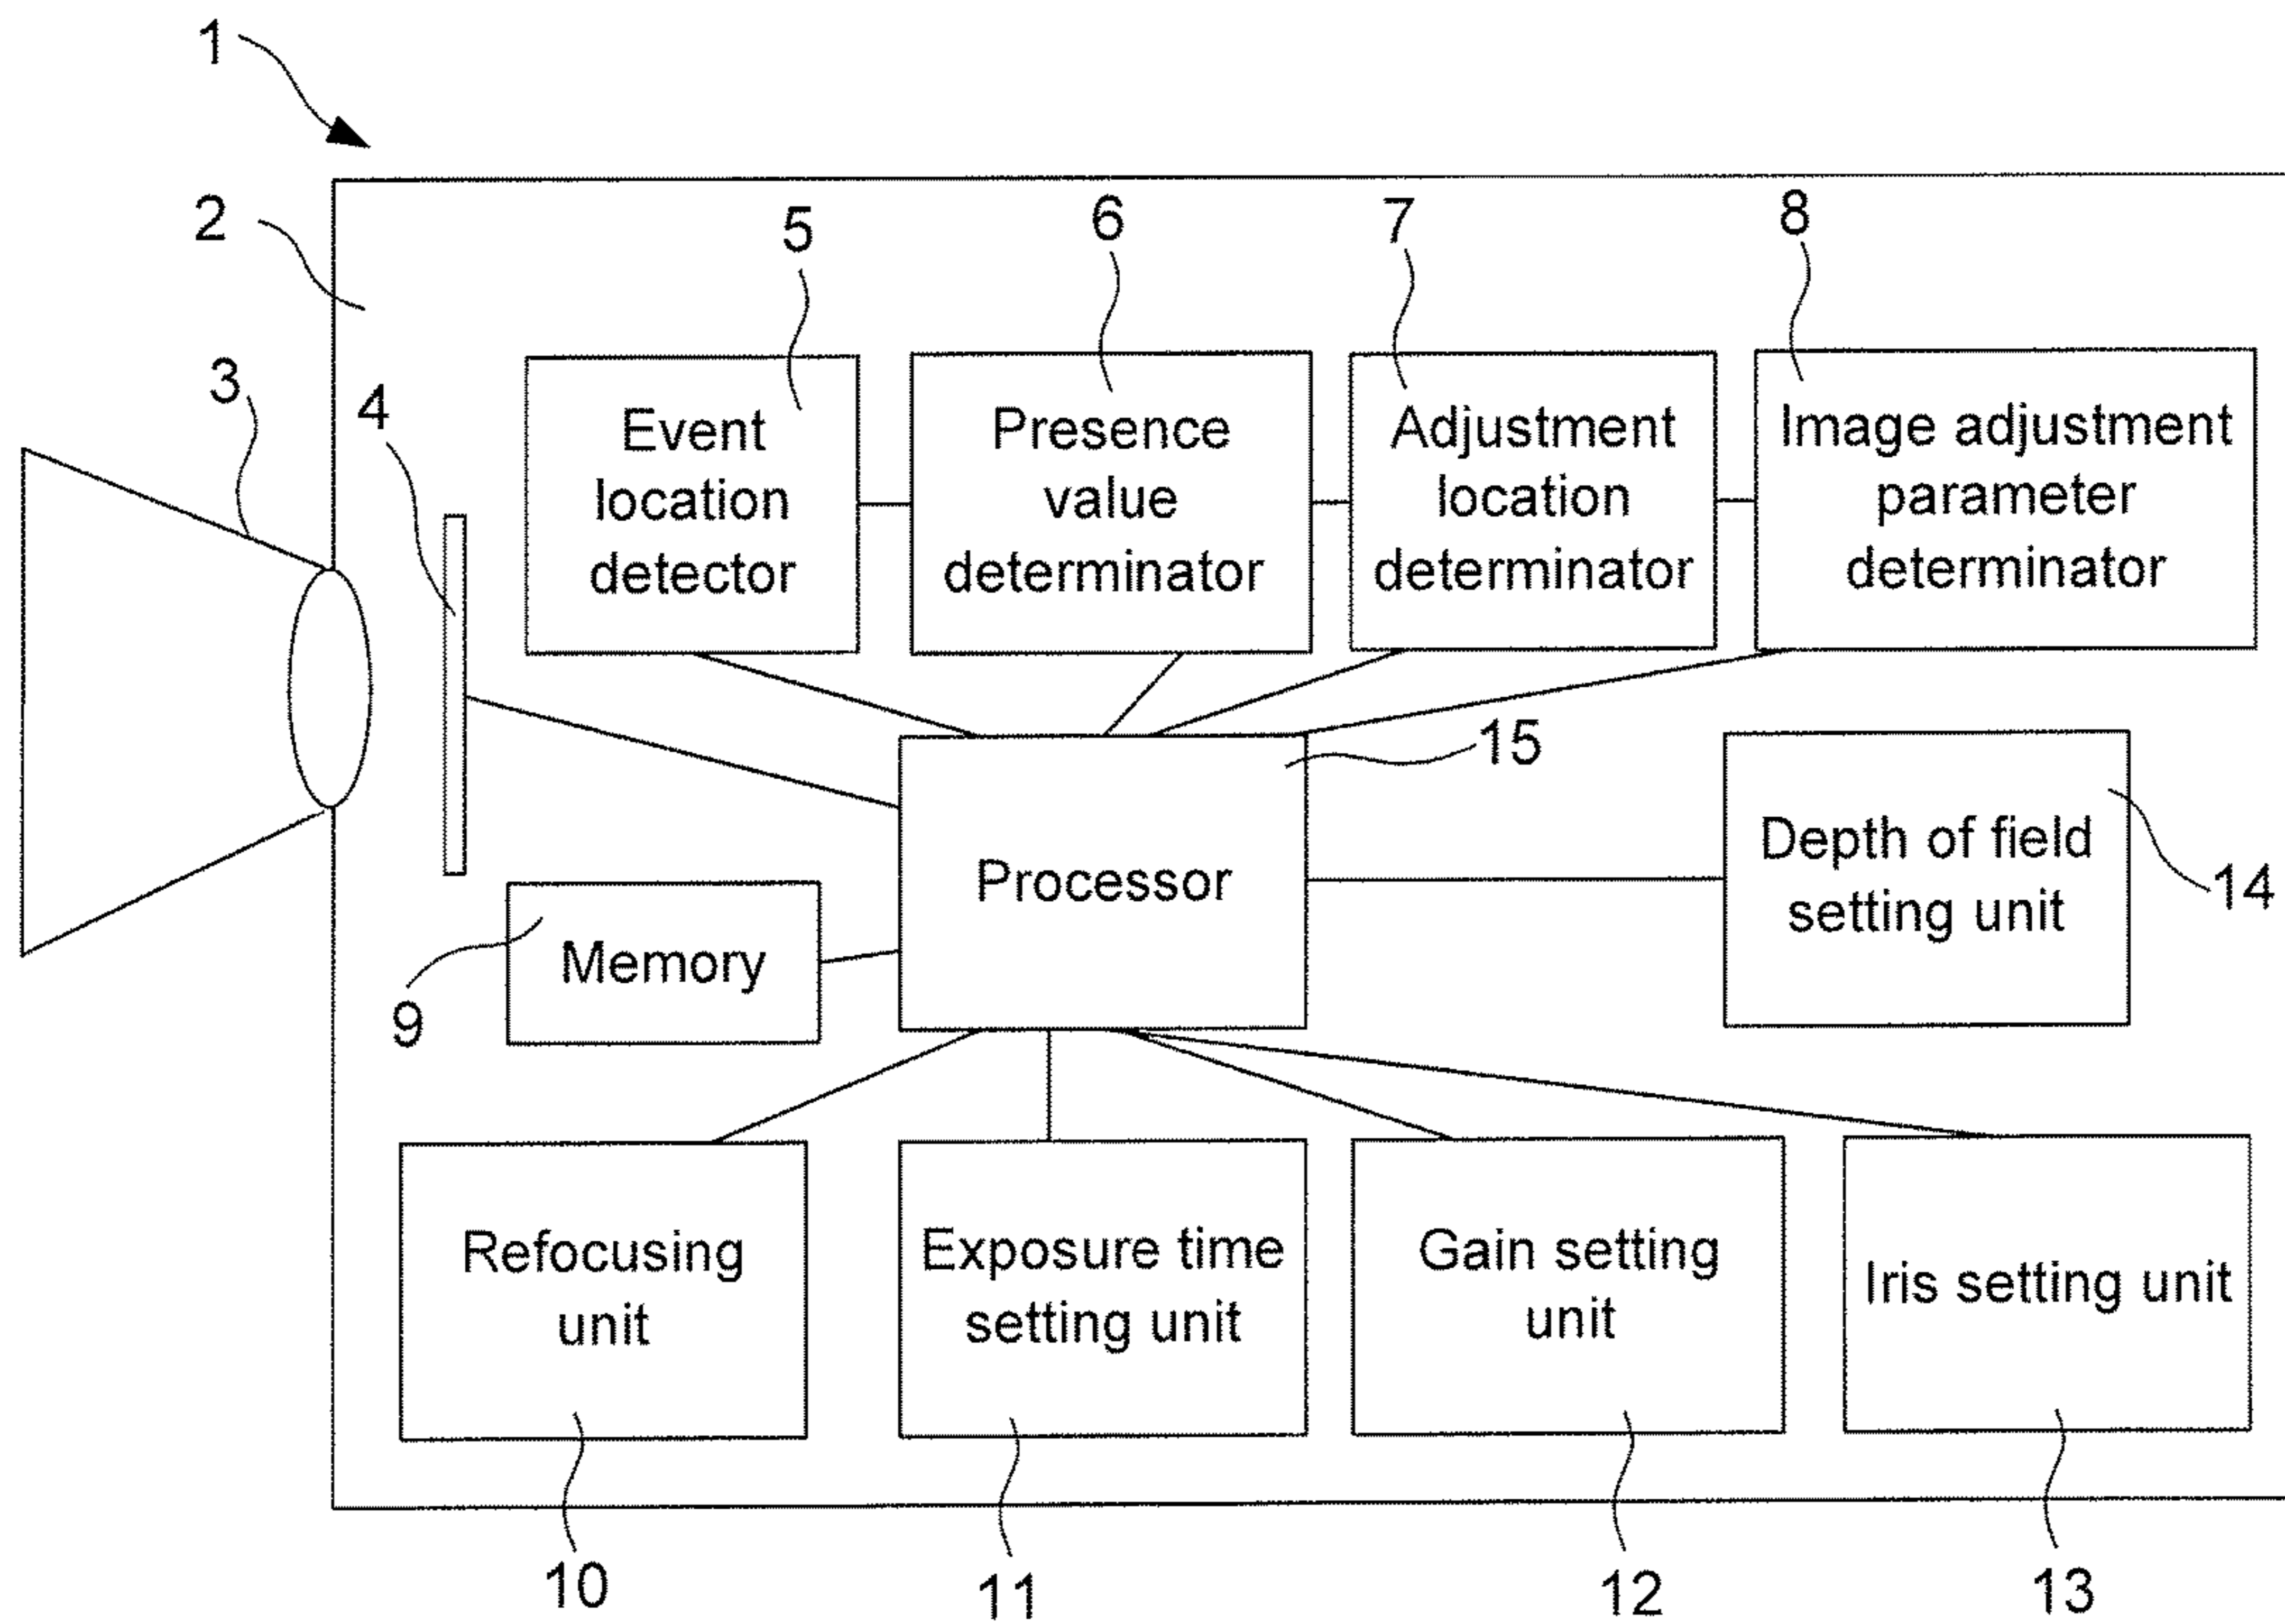 1
2
3
4
5
6
7
8
Event
location
detector
Presence
value
determinator
Adjustment
location
determinator
Image adjustment
parameter
determinator
15
Processor
Depth of field
setting unit
14
Memory
9
Refocusing
unit
Exposure time
setting unit
Gain setting
unit
Iris setting unit
10
11
12
13